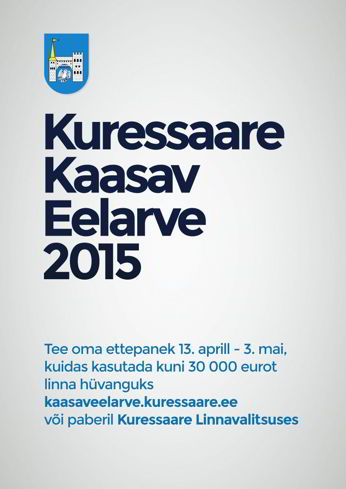 Kuressaare
Kaasav
Eelarve
2015
Tee oma ettepanek 13. aprill - 3. mai,
kuidas kasutada kuni 30 000 eurot
linna hüvanguks
kaasaveelarve.kuressaare.ee
või paberil Kuressaare Linnavalitsuses